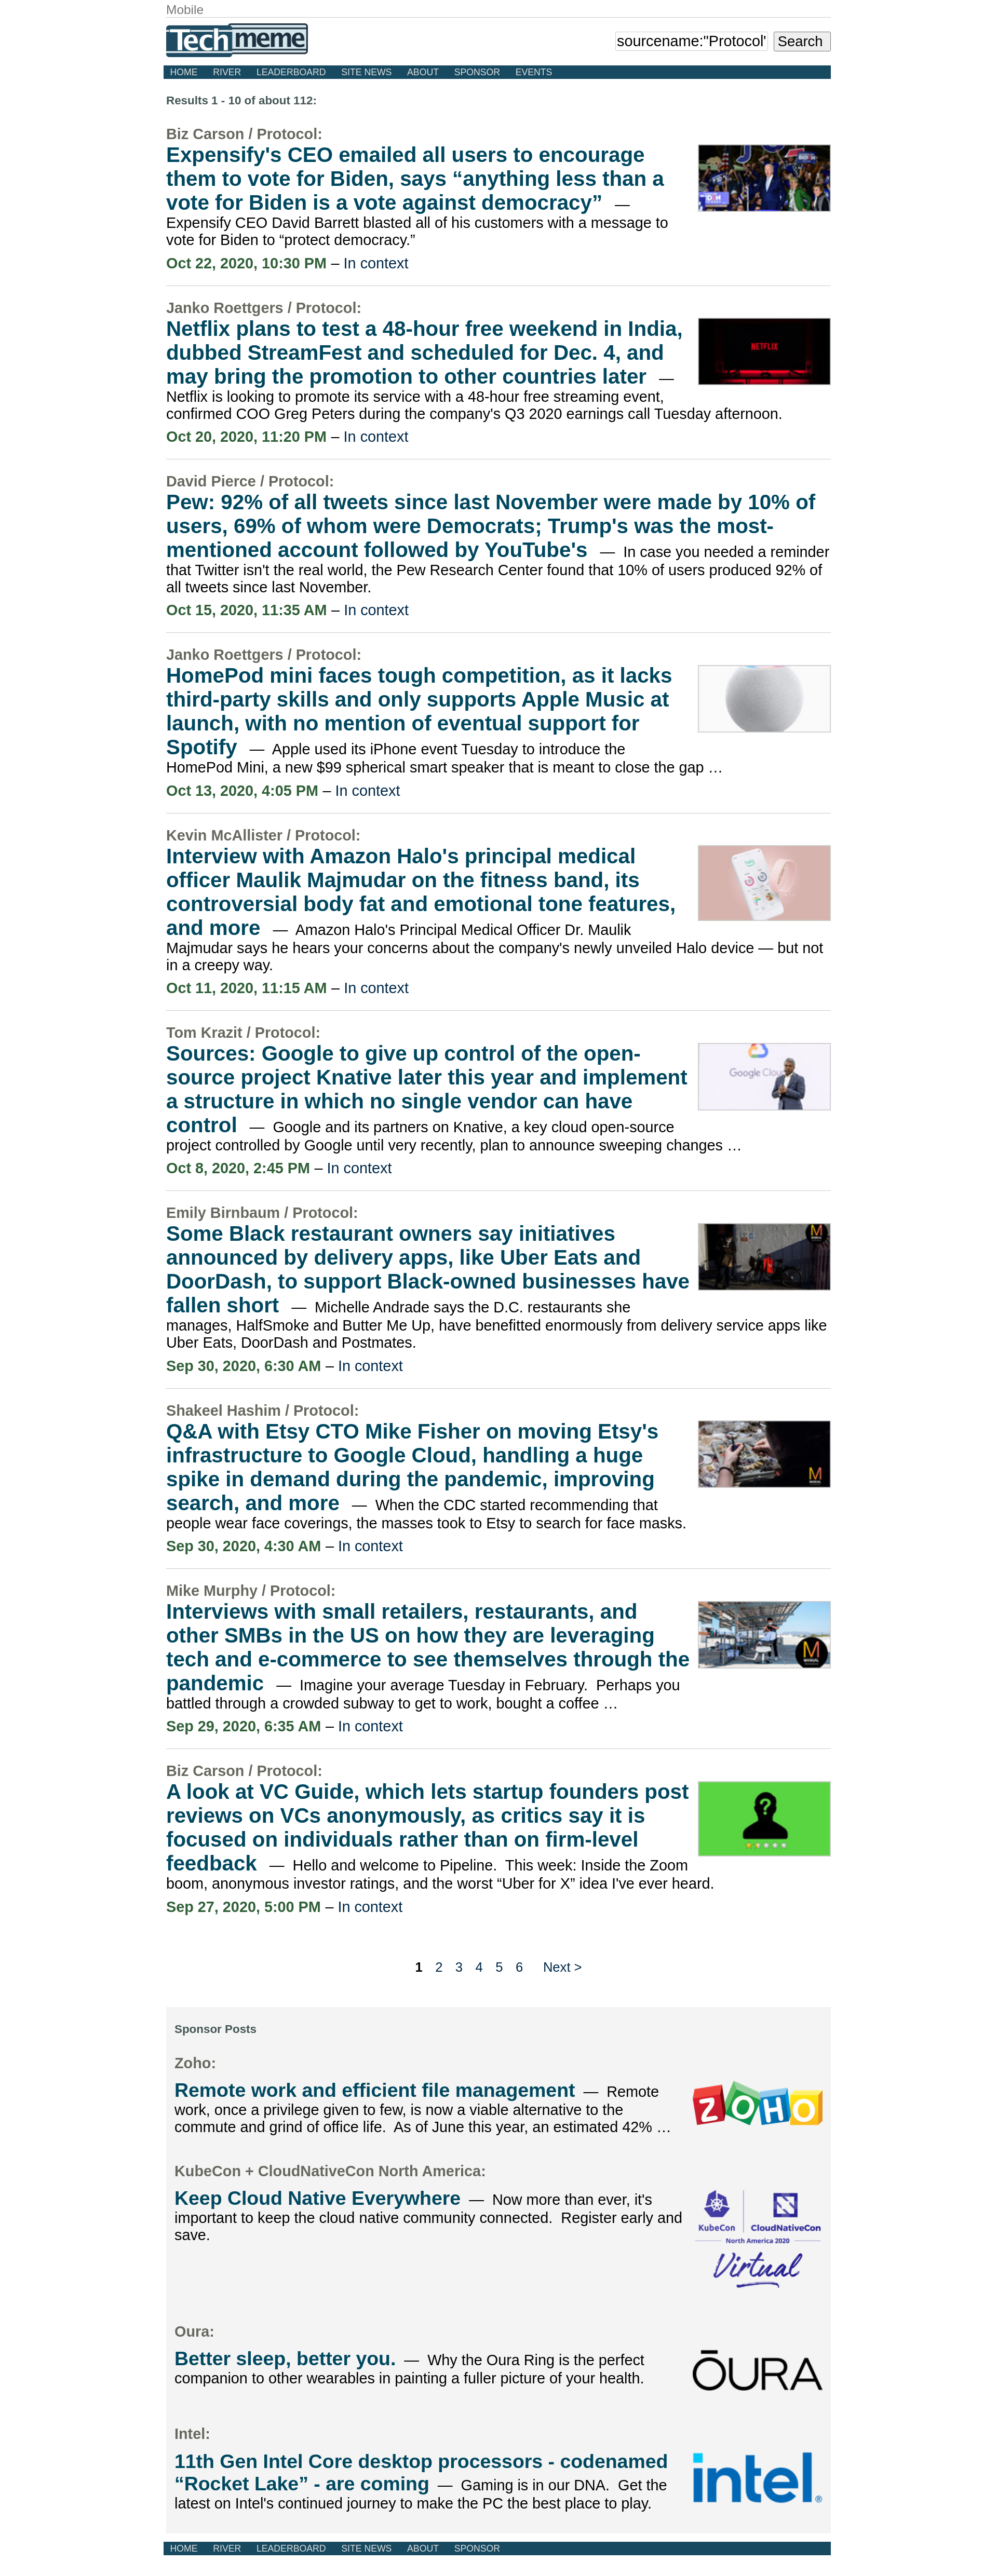 Mobile
Techmeme
sourcename:"Protocol' Search
HOME RIVER LEADERBOARD SITE NEWS ABOUT SPONSOR EVENTS
Results 1 - 10 of about 112:
Biz Carson / Protocol:
Expensify's CEO emailed all users to encourage
them to vote for Biden, says “anything less than a
vote for Biden is a vote against democracy” —
Expensify CEO David Barrett blasted all of his customers with a message to
vote for Biden to “protect democracy.”
Oct 22, 2020, 10:30 PM – In context
Janko Roettgers / Protocol:
Netflix plans to test a 48-hour free weekend in India,
dubbed StreamFest and scheduled for Dec. 4, and
may bring the promotion to other countries later —
NETFLIX
Netflix is looking to promote its service with a 48-hour free streaming event,
confirmed COO Greg Peters during the company's Q3 2020 earnings call Tuesday afternoon.
Oct 20, 2020, 11:20 PM – In context
David Pierce / Protocol:
Pew: 92% of all tweets since last November were made by 10% of
users, 69% of whom were Democrats; Trump's was the most-
mentioned account followed by YouTube's — In case you needed a reminder
that Twitter isn't the real world, the Pew Research Center found that 10% of users produced 92% of
all tweets since last November.
Oct 15, 2020, 11:35 AM – In context
Janko Roettgers / Protocol:
HomePod mini faces tough competition, as it lacks
third-party skills and only supports Apple Music at
launch, with no mention of eventual support for
Spotify — Apple used its iPhone event Tuesday to introduce the
HomePod Mini, a new $99 spherical smart speaker that is meant to close the gap …
Oct 13, 2020, 4:05 PM – In context
Kevin McAllister / Protocol:
Interview with Amazon Halo's principal medical
officer Maulik Majmudar on the fitness band, its
controversial body fat and emotional tone features,
and more — Amazon Halo's Principal Medical Officer Dr. Maulik
Majmudar says he hears your concerns about the company's newly unveiled Halo device — but not
in a creepy way.
Oct 11, 2020, 11:15 AM – In context
Tom Krazit / Protocol:
Sources: Google to give up control of the open-
source project Knative later this year and implement
a structure in which no single vendor can have
control — Google and its partners on Knative, a key cloud open-source
Google Cloud
project controlled by Google until very recently, plan to announce sweeping changes …
Oct 8, 2020, 2:45 PM – In context
Emily Birnbaum / Protocol:
Some Black restaurant owners say initiatives
announced by delivery apps, like Uber Eats and
DoorDash, to support Black-owned businesses have
fallen short — Michelle Andrade says the D.C. restaurants she
manages, HalfSmoke and Butter Me Up, have benefitted enormously from delivery service apps like
Uber Eats, DoorDash and Postmates.
Sep 30, 2020, 6:30 AM – In context
Shakeel Hashim / Protocol:
Q&A with Etsy CTO Mike Fisher on moving Etsy's
infrastructure to Google Cloud, handling a huge
spike in demand during the pandemic, improving
search, and more — When the CDC started recommending that
people wear face coverings, the masses took to Etsy to search for face masks.
Sep 30, 2020, 4:30 AM – In context
Mike Murphy / Protocol:
Interviews with small retailers, restaurants, and
other SMBs in the US on how they are leveraging
tech and e-commerce to see themselves through the
pandemic — Imagine your average Tuesday in February. Perhaps you
battled through a crowded subway to get to work, bought a coffee …
Sep 29, 2020, 6:35 AM – In context
Biz Carson / Protocol:
A look at VC Guide, which lets startup founders post
reviews on VCs anonymously, as critics say it is
focused on individuals rather than on firm-level
feedback — Hello and welcome to Pipeline. This week: Inside the Zoom
?
boom, anonymous investor ratings, and the worst “Uber for X” idea I've ever heard.
Sep 27, 2020, 5:00 PM – In context
1 2 3 4 5 6 Next >
Sponsor Posts
Zoho:
Remote work and efficient file management — Remote
work, once a privilege given to few, is now a viable alternative to the
commute and grind of office life. As of June this year, an estimated 42% …
ZOHO
KubeCon + CloudNativeCon North America:
Keep Cloud Native Everywhere — Now more than ever, it's
important to keep the cloud native community connected. Register early and
save.
KubeCon CloudNativeCon
North America 2020
Virtual
Oura:
Better sleep, better you. — Why the Oura Ring is the perfect
companion to other wearables in painting a fuller picture of your health.
ŌURA
Intel:
11th Gen Intel Core desktop processors - codenamed
“Rocket Lake” - are coming — Gaming is in our DNA. Get the
latest on Intel's continued journey to make the PC the best place to play.
intel®
HOME RIVER LEADERBOARD SITE NEWS ABOUT SPONSOR